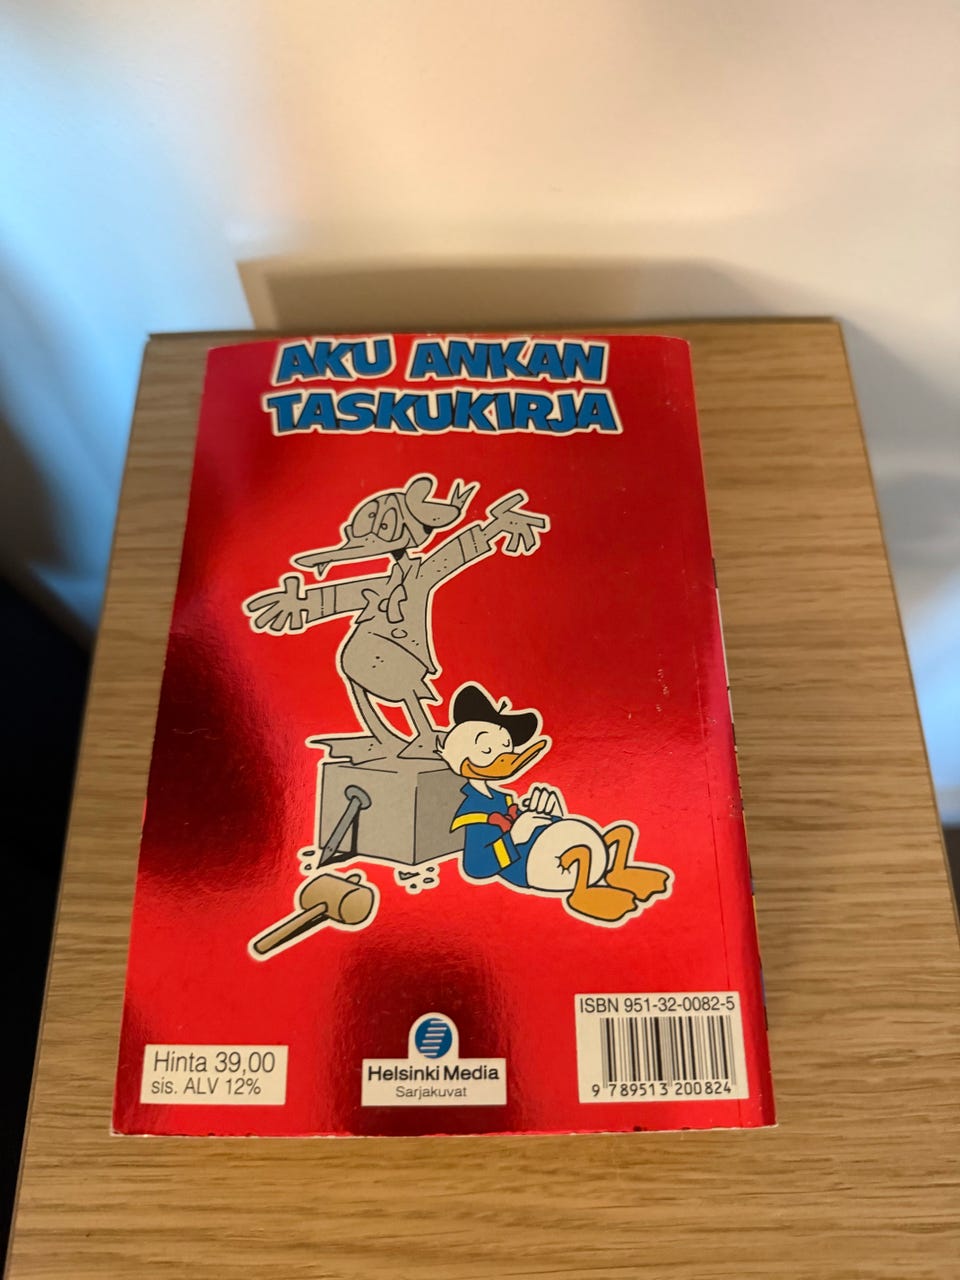 AKU ANKAN
TASKUKIRJA
Hinta 39,00
sis. ALV 12%
Helsinki Media
Sarjakuvat
ISBN 951-32-0082-5
9 789513 200824